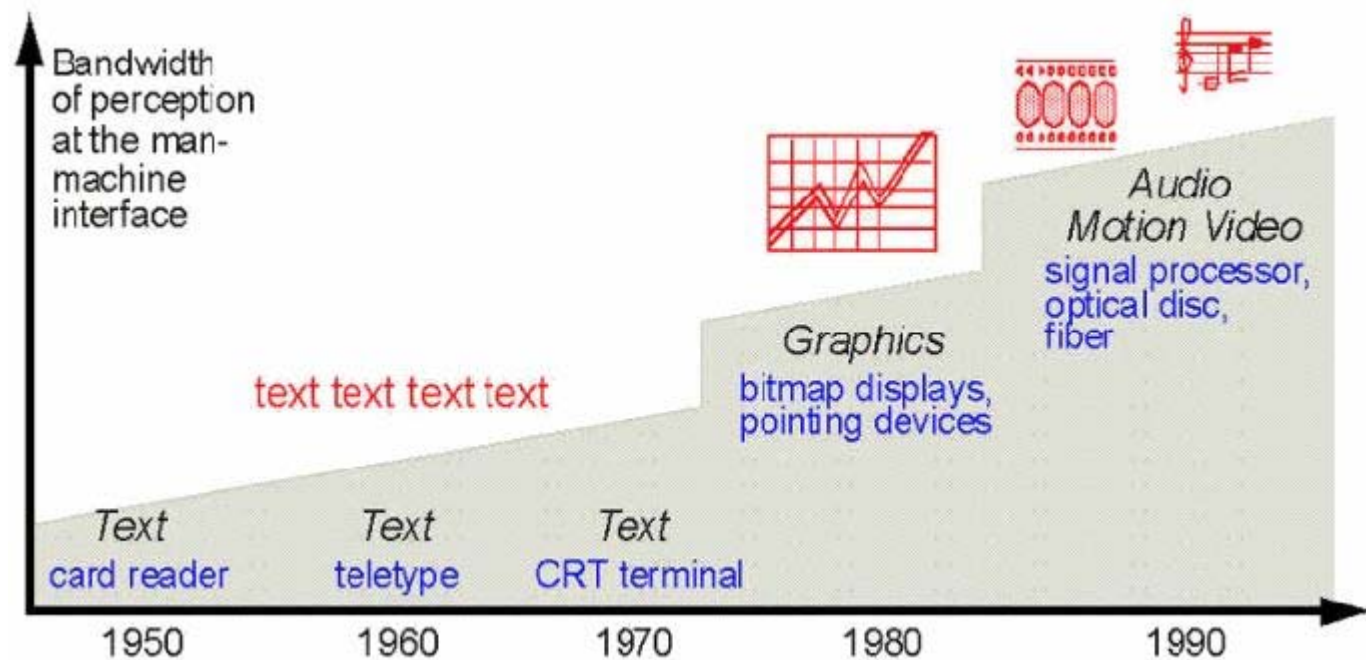 Bandwidth
of perception
at the man-
machine
interface
text text text text
Text
card reader
Text
teletype
Text
CRT terminal
Graphics
bitmap displays,
pointing devices
Audio
Motion Video
signal processor,
optical disc,
fiber
1950 1960 1970 1980 1990